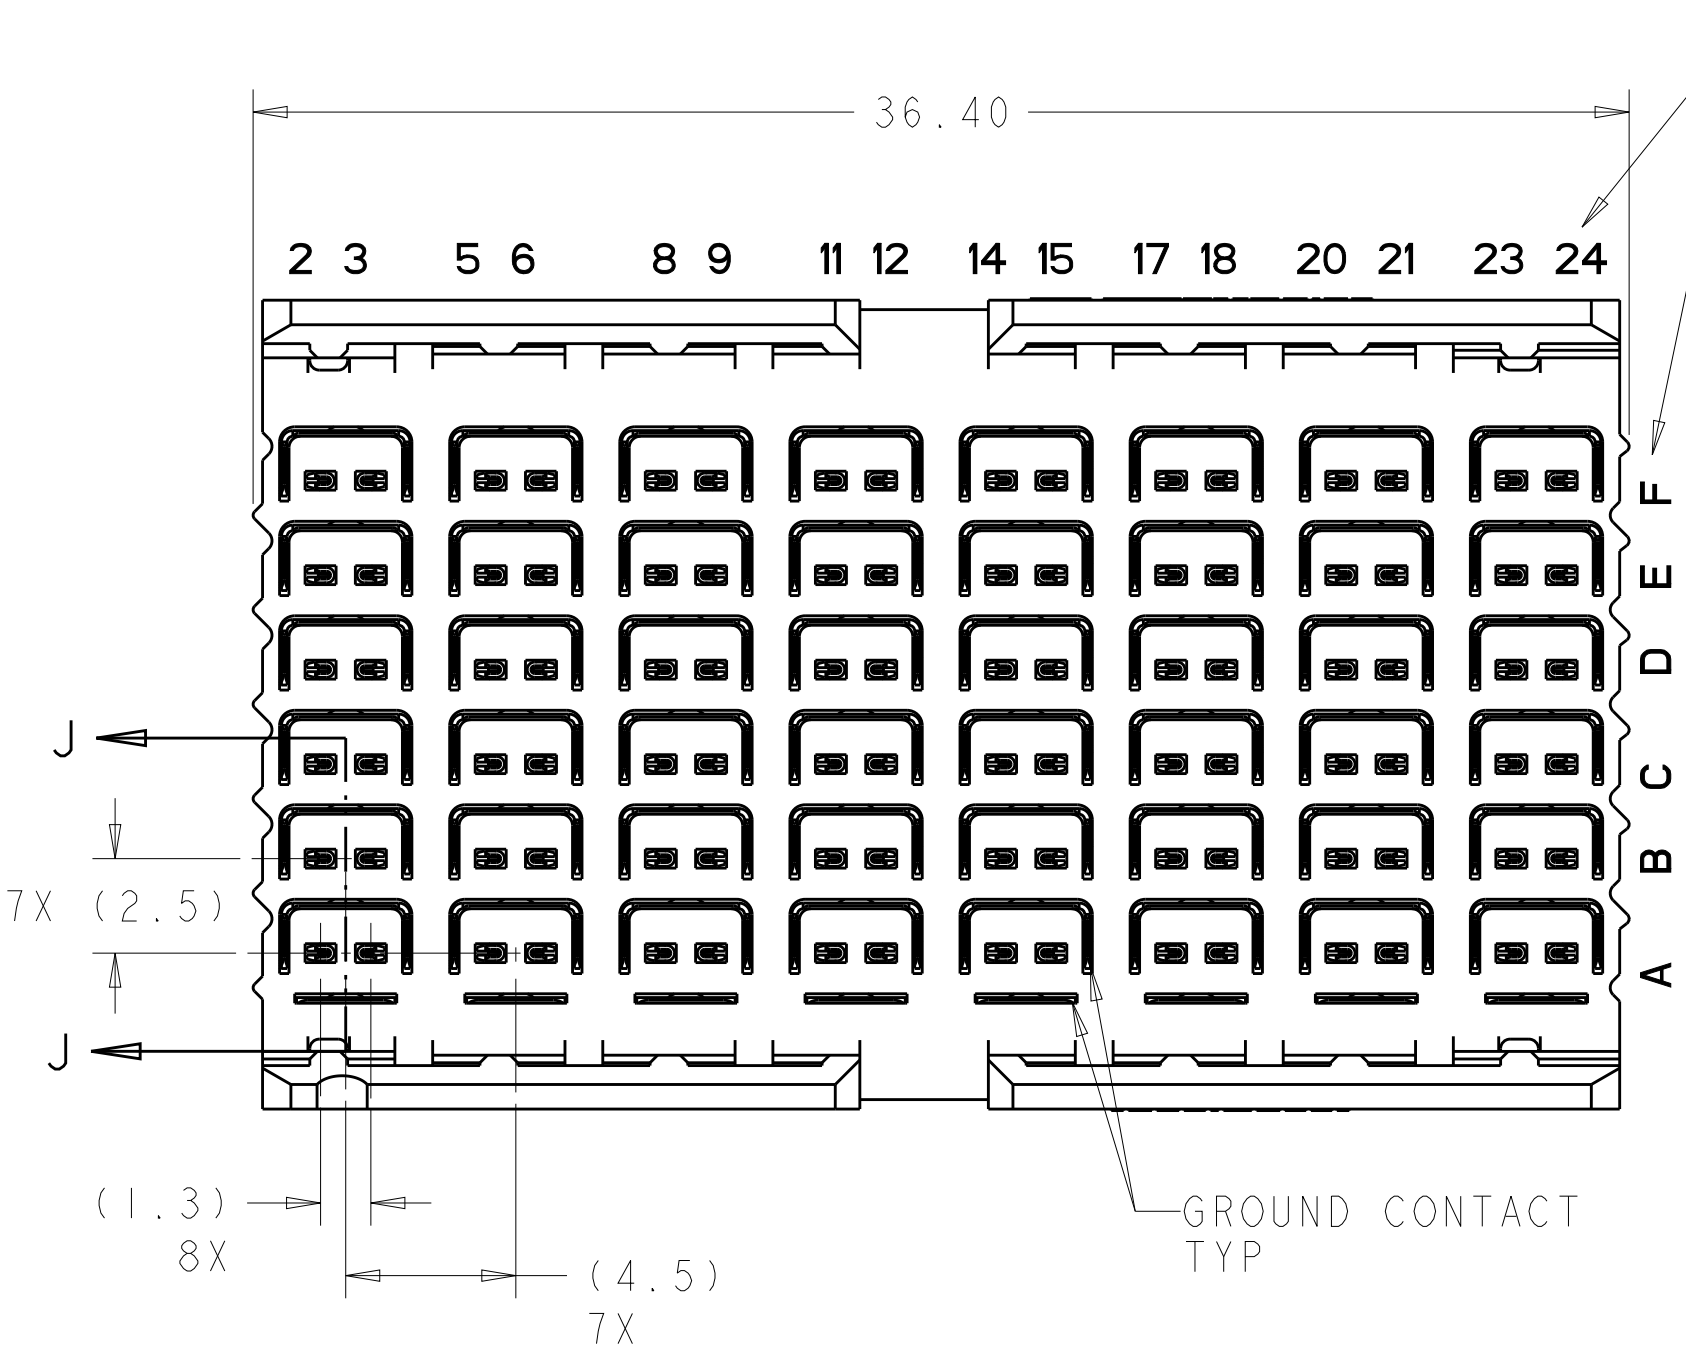 36.40
2 3 5 6 8 9 11 12 14 15 17 18 20 21 23 24
F
E
D
J
C
B
7X (2.5)
A
J
(1.3)
8X
GROUND CONTACT
TYP
(4.5)
7X